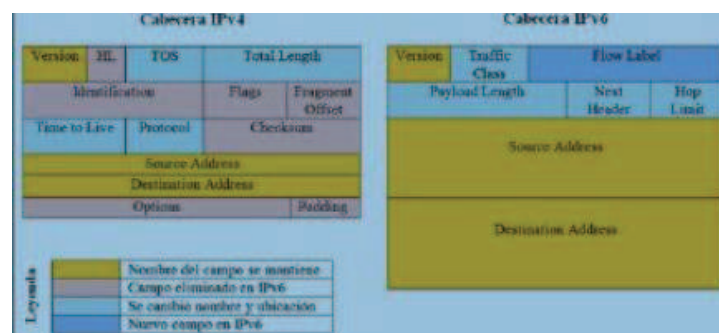 Cabecera IPv4
Version HL TOS Total Length
Identification Flags Fragment Offset
Time to Live Protocol Checksum
Source Address
Destination Address
Options Padding
Cabecera IPv6
Version Traffic Class Flow Label
Payload Length Next Header Hop Limit
Source Address
Destination Address
Leyenda
Nombre del campo se mantiene
Campo eliminado en IPv6
Se cambio nombre y ubicación
Nuevo campo en IPv6